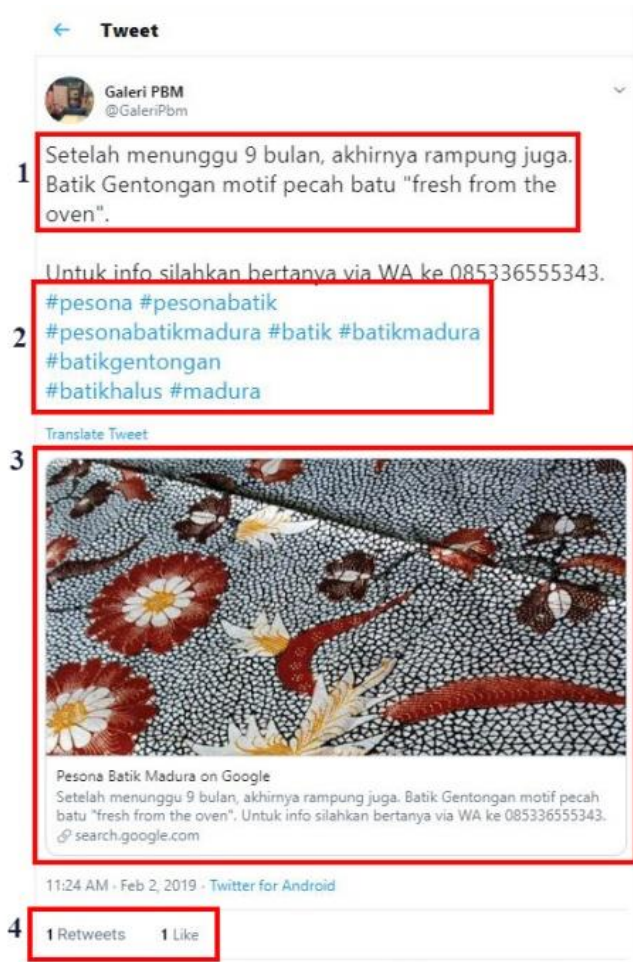 ← Tweet
Galeri PBM
@GaleriPbm
1
Setelah menunggu 9 bulan, akhirnya rampung juga.
Batik Gentongan motif pecah batu "fresh from the
oven".
Untuk info silahkan bertanya via WA ke 085336555343.
2
#pesona #pesonabatik
#pesonabatikmadura #batik #batikmadura
#batikgentongan
#batikhalus #madura
Translate Tweet
3
Pesona Batik Madura on Google
Setelah menunggu 9 bulan, akhirnya rampung juga. Batik Gentongan motif pecah
batu "fresh from the oven". Untuk info silahkan bertanya via WA ke 085336555343.
search.google.com
11:24 AM · Feb 2, 2019 · Twitter for Android
4
1 Retweets 1 Like